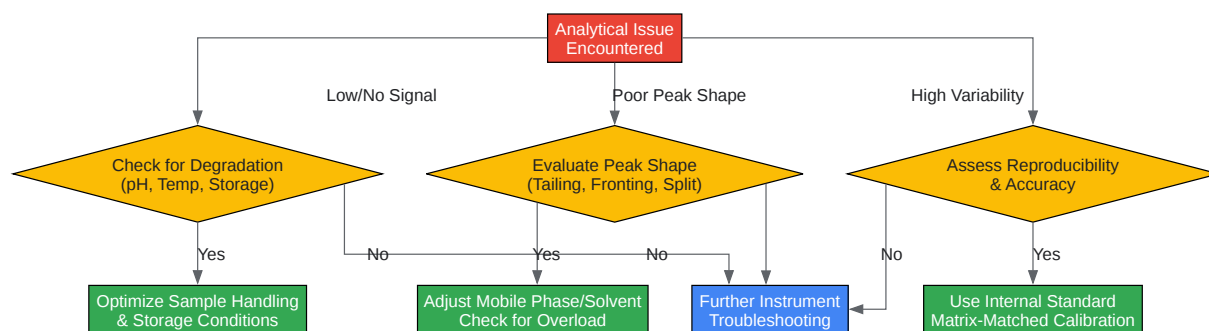 Analytical Issue
Encountered
Low/No Signal
Poor Peak Shape
High Variability
Check for Degradation
(pH, Temp, Storage)
Evaluate Peak Shape
(Tailing, Fronting, Split)
Assess Reproducibility
& Accuracy
Yes
No
Yes
No
No
Yes
Optimize Sample Handling
& Storage Conditions
Adjust Mobile Phase/Solvent
Check for Overload
Further Instrument
Troubleshooting
Use Internal Standard
Matrix-Matched Calibration